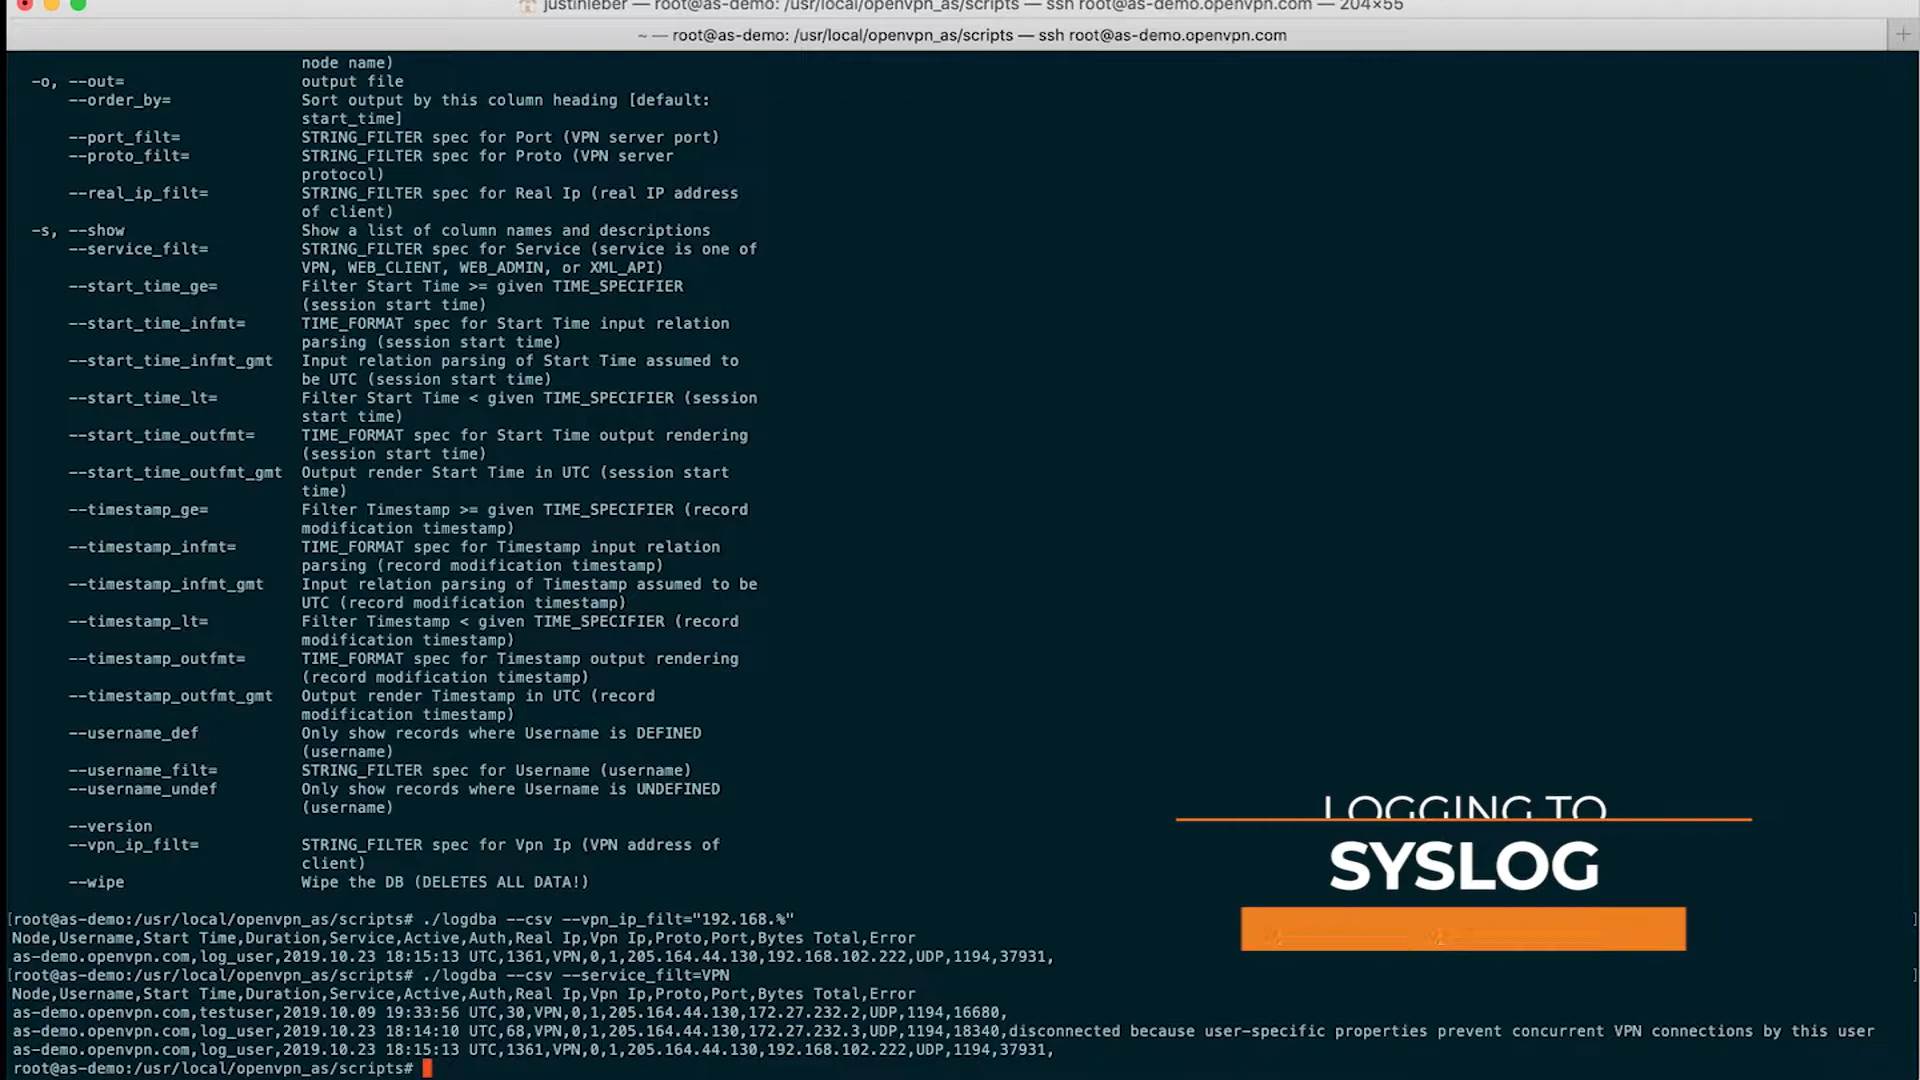 justinleber — root@as-demo: /usr/local/openvpn_as/scripts — ssh root@as-demo.openvpn.com — 204×55
~ — root@as-demo: /usr/local/openvpn_as/scripts — ssh root@as-demo.openvpn.com
node name)
-o, --out= output file
--order_by= Sort output by this column heading [default:
start_time]
--port_filt= STRING_FILTER spec for Port (VPN server port)
--proto_filt= STRING_FILTER spec for Proto (VPN server
protocol)
--real_ip_filt= STRING_FILTER spec for Real Ip (real IP address
of client)
-s, --show Show a list of column names and descriptions
--service_filt= STRING_FILTER spec for Service (service is one of
VPN, WEB_CLIENT, WEB_ADMIN, or XML_API)
--start_time_ge= Filter Start Time >= given TIME_SPECIFIER
(session start time)
--start_time_infmt= TIME_FORMAT spec for Start Time input relation
parsing (session start time)
--start_time_infmt_gmt Input relation parsing of Start Time assumed to
be UTC (session start time)
--start_time_lt= Filter Start Time < given TIME_SPECIFIER (session
start time)
--start_time_outfmt= TIME_FORMAT spec for Start Time output rendering
(session start time)
--start_time_outfmt_gmt Output render Start Time in UTC (session start
time)
--timestamp_ge= Filter Timestamp >= given TIME_SPECIFIER (record
modification timestamp)
--timestamp_infmt= TIME_FORMAT spec for Timestamp input relation
parsing (record modification timestamp)
--timestamp_infmt_gmt Input relation parsing of Timestamp assumed to be
UTC (record modification timestamp)
--timestamp_lt= Filter Timestamp < given TIME_SPECIFIER (record
modification timestamp)
--timestamp_outfmt= TIME_FORMAT spec for Timestamp output rendering
(record modification timestamp)
--timestamp_outfmt_gmt Output render Timestamp in UTC (record
modification timestamp)
--username_def Only show records where Username is DEFINED
(username)
--username_filt= STRING_FILTER spec for Username (username)
--username_undef Only show records where Username is UNDEFINED
(username)
--version
--vpn_ip_filt= STRING_FILTER spec for Vpn Ip (VPN address of
client)
--wipe Wipe the DB (DELETES ALL DATA!)
[root@as-demo:/usr/local/openvpn_as/scripts# ./logdba --csv --vpn_ip_filt="192.168.%" ]
Node,Username,Start Time,Duration,Service,Active,Auth,Real Ip,Vpn Ip,Proto,Port,Bytes Total,Error
as-demo.openvpn.com,log_user,2019.10.23 18:15:13 UTC,1361,VPN,0,1,205.164.44.130,192.168.102.222,UDP,1194,37931,
[root@as-demo:/usr/local/openvpn_as/scripts# ./logdba --csv --service_filt=VPN ]
Node,Username,Start Time,Duration,Service,Active,Auth,Real Ip,Vpn Ip,Proto,Port,Bytes Total,Error
as-demo.openvpn.com,testuser,2019.10.09 19:33:56 UTC,30,VPN,0,1,205.164.44.130,172.27.232.2,UDP,1194,16680,
as-demo.openvpn.com,log_user,2019.10.23 18:14:10 UTC,68,VPN,0,1,205.164.44.130,172.27.232.3,UDP,1194,18340,disconnected because user-specific properties prevent concurrent VPN connections by this user
as-demo.openvpn.com,log_user,2019.10.23 18:15:13 UTC,1361,VPN,0,1,205.164.44.130,192.168.102.222,UDP,1194,37931,
root@as-demo:/usr/local/openvpn_as/scripts#
LOGGING TO
SYSLOG